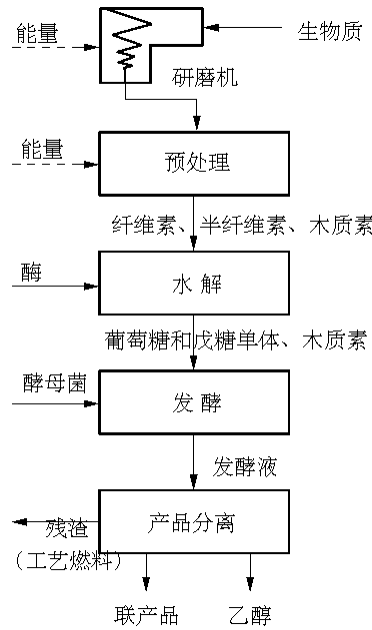 能量
生物质
研磨机
能量
预处理
纤维素、半纤维素、木质素
酶
水解
葡萄糖和戊糖单体、木质素
酵母菌
发酵
发酵液
残渣
（工艺燃料）
产品分离
联产品
乙醇